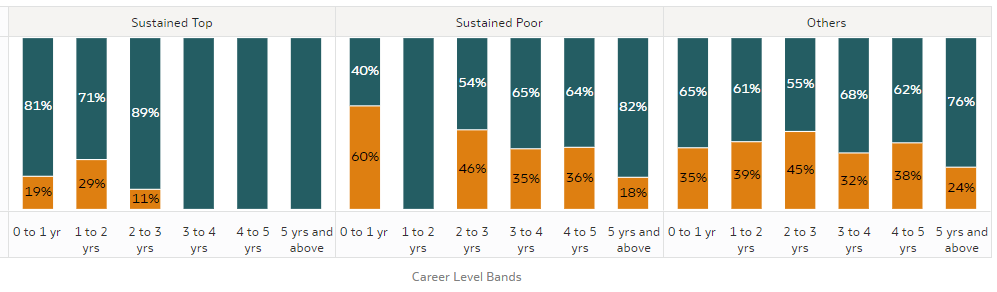 Sustained Top Sustained Poor Others
81% 71% 89% 40% 54% 65% 64% 82% 65% 61% 55% 68% 62% 76%
19% 29% 11% 60% 46% 35% 36% 18% 35% 39% 45% 32% 38% 24%
0 to 1 yr 1 to 2 yrs 2 to 3 yrs 3 to 4 yrs 4 to 5 yrs 5 yrs and above 0 to 1 yr 1 to 2 yrs 2 to 3 yrs 3 to 4 yrs 4 to 5 yrs 5 yrs and above 0 to 1 yr 1 to 2 yrs 2 to 3 yrs 3 to 4 yrs 4 to 5 yrs 5 yrs and above
Career Level Bands